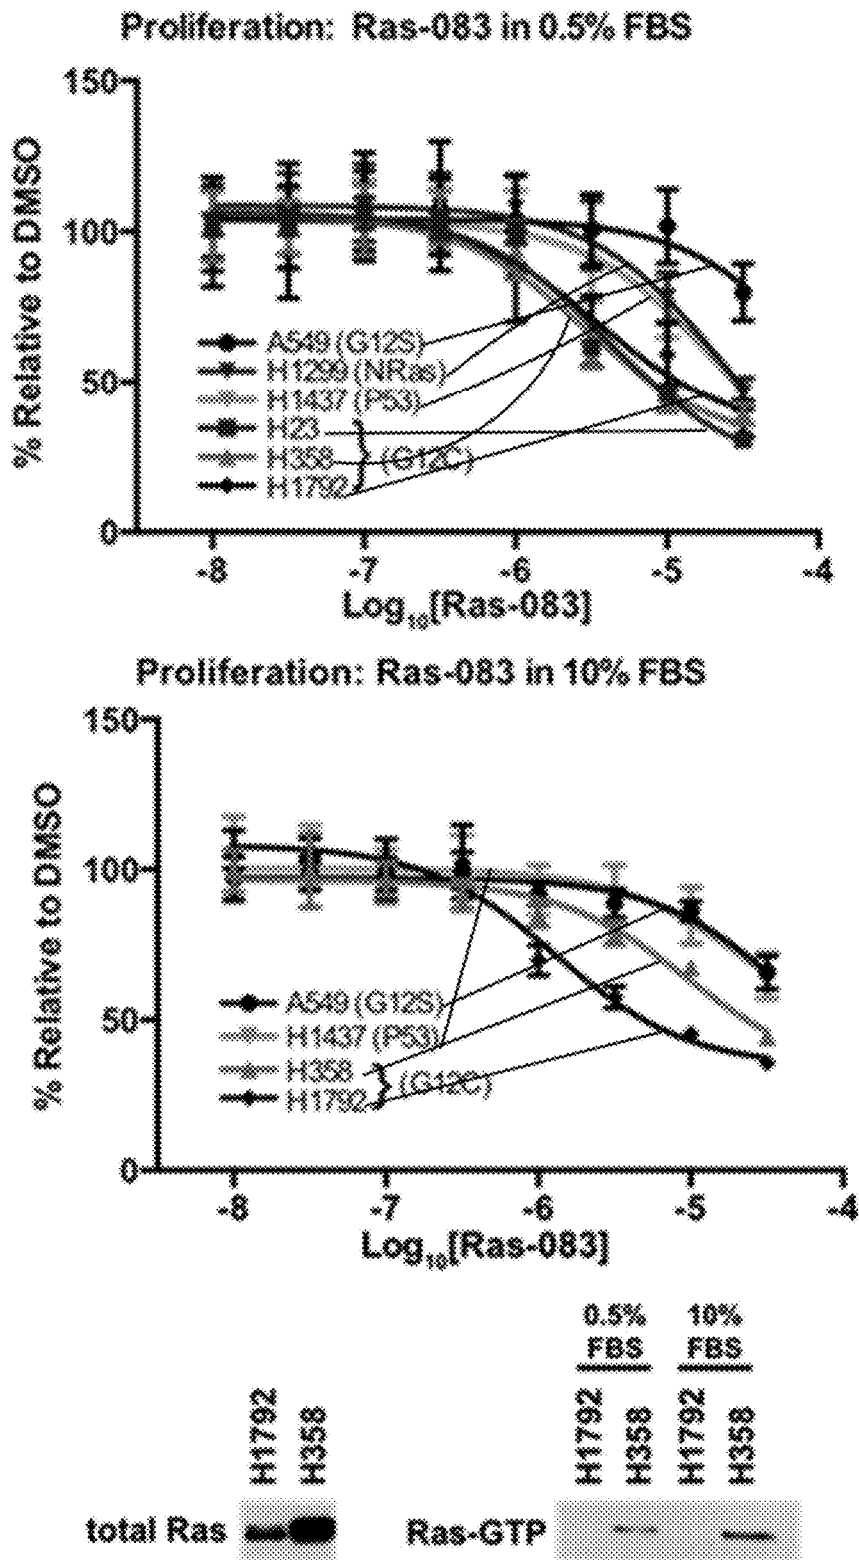 Proliferation: Ras-083 in 0.5% FBS
% Relative to DMSO
150
100
50
0
A549 (G12S)
H1299 (NRas)
H1437 (P53)
H23
H358
H1792
(G12C)
-8 -7 -6 -5 -4
Log10[Ras-083]
Proliferation: Ras-083 in 10% FBS
% Relative to DMSO
150
100
50
0
A549 (G12S)
H1437 (P53)
H358
H1792
(G12C)
-8 -7 -6 -5 -4
Log10[Ras-083]
0.5% 10%
FBS FBS
H1792 H358 H1792 H358 H1792 H358
total Ras Ras-GTP